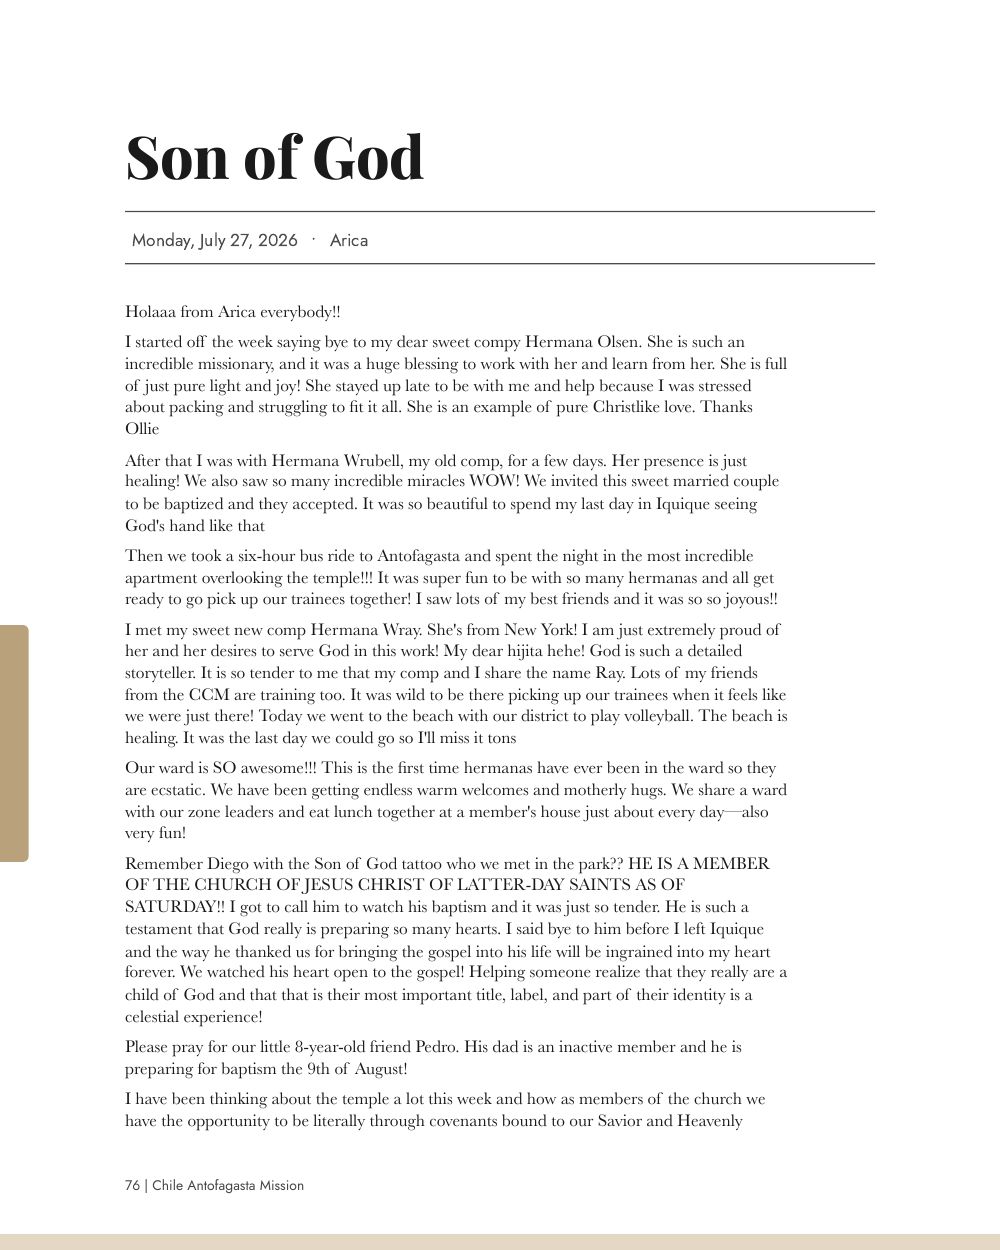 Son of God
Monday, July 27, 2026 · Arica
Holaaa from Arica everybody!!
I started off the week saying bye to my dear sweet compy Hermana Olsen. She is such an
incredible missionary, and it was a huge blessing to work with her and learn from her. She is full
of just pure light and joy! She stayed up late to be with me and help because I was stressed
about packing and struggling to fit it all. She is an example of pure Christlike love. Thanks
Ollie
After that I was with Hermana Wrubell, my old comp, for a few days. Her presence is just
healing! We also saw so many incredible miracles WOW! We invited this sweet married couple
to be baptized and they accepted. It was so beautiful to spend my last day in Iquique seeing
God's hand like that
Then we took a six-hour bus ride to Antofagasta and spent the night in the most incredible
apartment overlooking the temple!!! It was super fun to be with so many hermanas and all get
ready to go pick up our trainees together! I saw lots of my best friends and it was so so joyous!!
I met my sweet new comp Hermana Wray. She's from New York! I am just extremely proud of
her and her desires to serve God in this work! My dear hijita hehe! God is such a detailed
storyteller. It is so tender to me that my comp and I share the name Ray. Lots of my friends
from the CCM are training too. It was wild to be there picking up our trainees when it feels like
we were just there! Today we went to the beach with our district to play volleyball. The beach is
healing. It was the last day we could go so I'll miss it tons
Our ward is SO awesome!!! This is the first time hermanas have ever been in the ward so they
are ecstatic. We have been getting endless warm welcomes and motherly hugs. We share a ward
with our zone leaders and eat lunch together at a member's house just about every day—also
very fun!
Remember Diego with the Son of God tattoo who we met in the park?? HE IS A MEMBER
OF THE CHURCH OF JESUS CHRIST OF LATTER-DAY SAINTS AS OF
SATURDAY!! I got to call him to watch his baptism and it was just so tender. He is such a
testament that God really is preparing so many hearts. I said bye to him before I left Iquique
and the way he thanked us for bringing the gospel into his life will be ingrained into my heart
forever. We watched his heart open to the gospel! Helping someone realize that they really are a
child of God and that that is their most important title, label, and part of their identity is a
celestial experience!
Please pray for our little 8-year-old friend Pedro. His dad is an inactive member and he is
preparing for baptism the 9th of August!
I have been thinking about the temple a lot this week and how as members of the church we
have the opportunity to be literally through covenants bound to our Savior and Heavenly
76 | Chile Antofagasta Mission